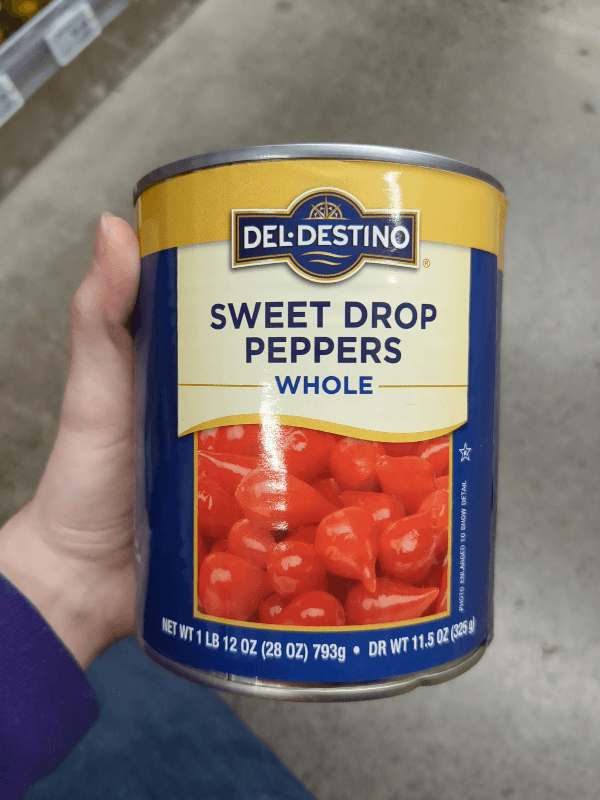 DEL·DESTINO
®
SWEET DROP
PEPPERS
WHOLE
PHOTO ENLARGED TO SHOW DETAIL
NET WT 1 LB 12 OZ (28 OZ) 793g • DR WT 11.5 OZ (325 g)